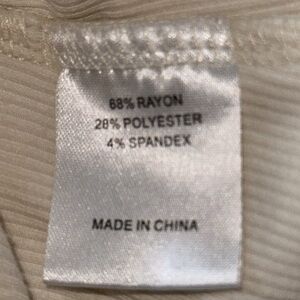 68% RAYON
28% POLYESTER
4% SPANDEX
MADE IN CHINA